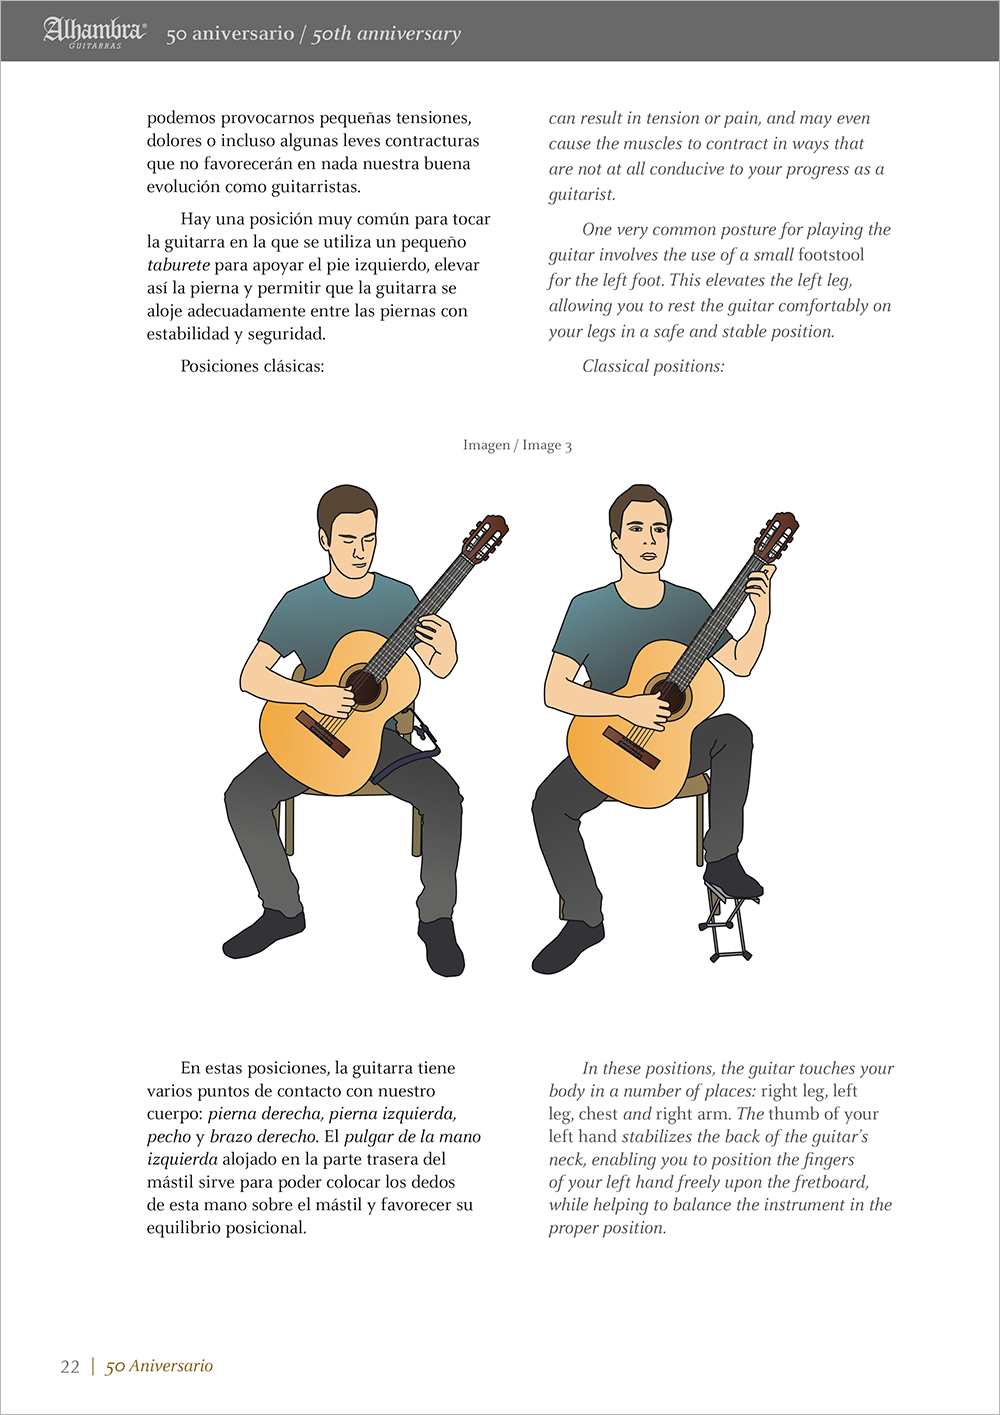 Alhambra®
GUITARRAS
50 aniversario / 50th anniversary
podemos provocarnos pequeñas tensiones,
dolores o incluso algunas leves contracturas
que no favorecerán en nada nuestra buena
evolución como guitarristas.
Hay una posición muy común para tocar
la guitarra en la que se utiliza un pequeño
taburete para apoyar el pie izquierdo, elevar
así la pierna y permitir que la guitarra se
aloje adecuadamente entre las piernas con
estabilidad y seguridad.
Posiciones clásicas:
can result in tension or pain, and may even
cause the muscles to contract in ways that
are not at all conducive to your progress as a
guitarist.
One very common posture for playing the
guitar involves the use of a small footstool
for the left foot. This elevates the left leg,
allowing you to rest the guitar comfortably on
your legs in a safe and stable position.
Classical positions:
Imagen / Image 3
En estas posiciones, la guitarra tiene
varios puntos de contacto con nuestro
cuerpo: pierna derecha, pierna izquierda,
pecho y brazo derecho. El pulgar de la mano
izquierda alojado en la parte trasera del
mástil sirve para poder colocar los dedos
de esta mano sobre el mástil y favorecer su
equilibrio posicional.
In these positions, the guitar touches your
body in a number of places: right leg, left
leg, chest and right arm. The thumb of your
left hand stabilizes the back of the guitar´s
neck, enabling you to position the fingers
of your left hand freely upon the fretboard,
while helping to balance the instrument in the
proper position.
22 | 50 Aniversario